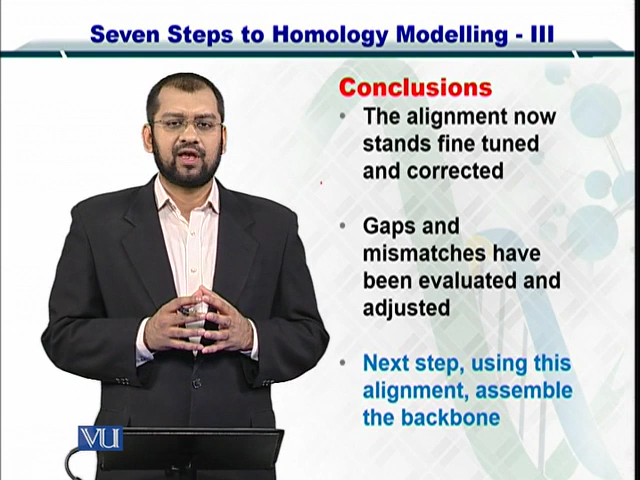 Seven Steps to Homology Modelling - III
Conclusions
• The alignment now
stands fine tuned
and corrected
• Gaps and
mismatches have
been evaluated and
adjusted
• Next step, using this
alignment, assemble
the backbone
VU